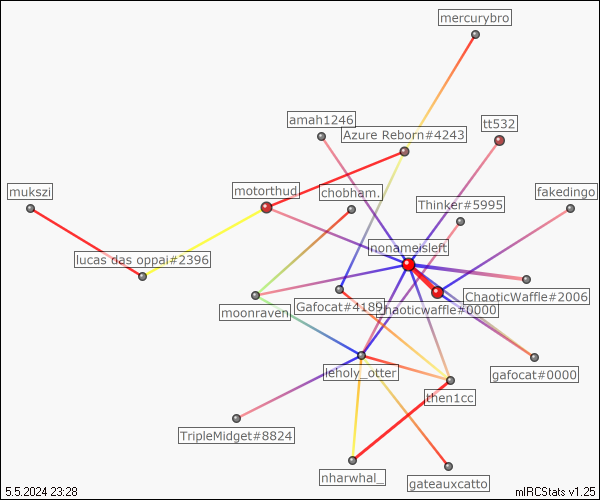 mercurybro
amah1246
tt532
Azure Reborn#4243
mukszi
motorthud
chobham.
fakedingo
Thinker#5995
nonameisleft
lucas das oppai#2396
ChaoticWaffle#2006
moonraven
Gafocat#4189
chaoticwaffle#0000
leholy_otter
gafocat#0000
then1cc
TripleMidget#8824
nharwhal_
gateauxcatto
5.5.2024 23:28
mIRCStats v1.25